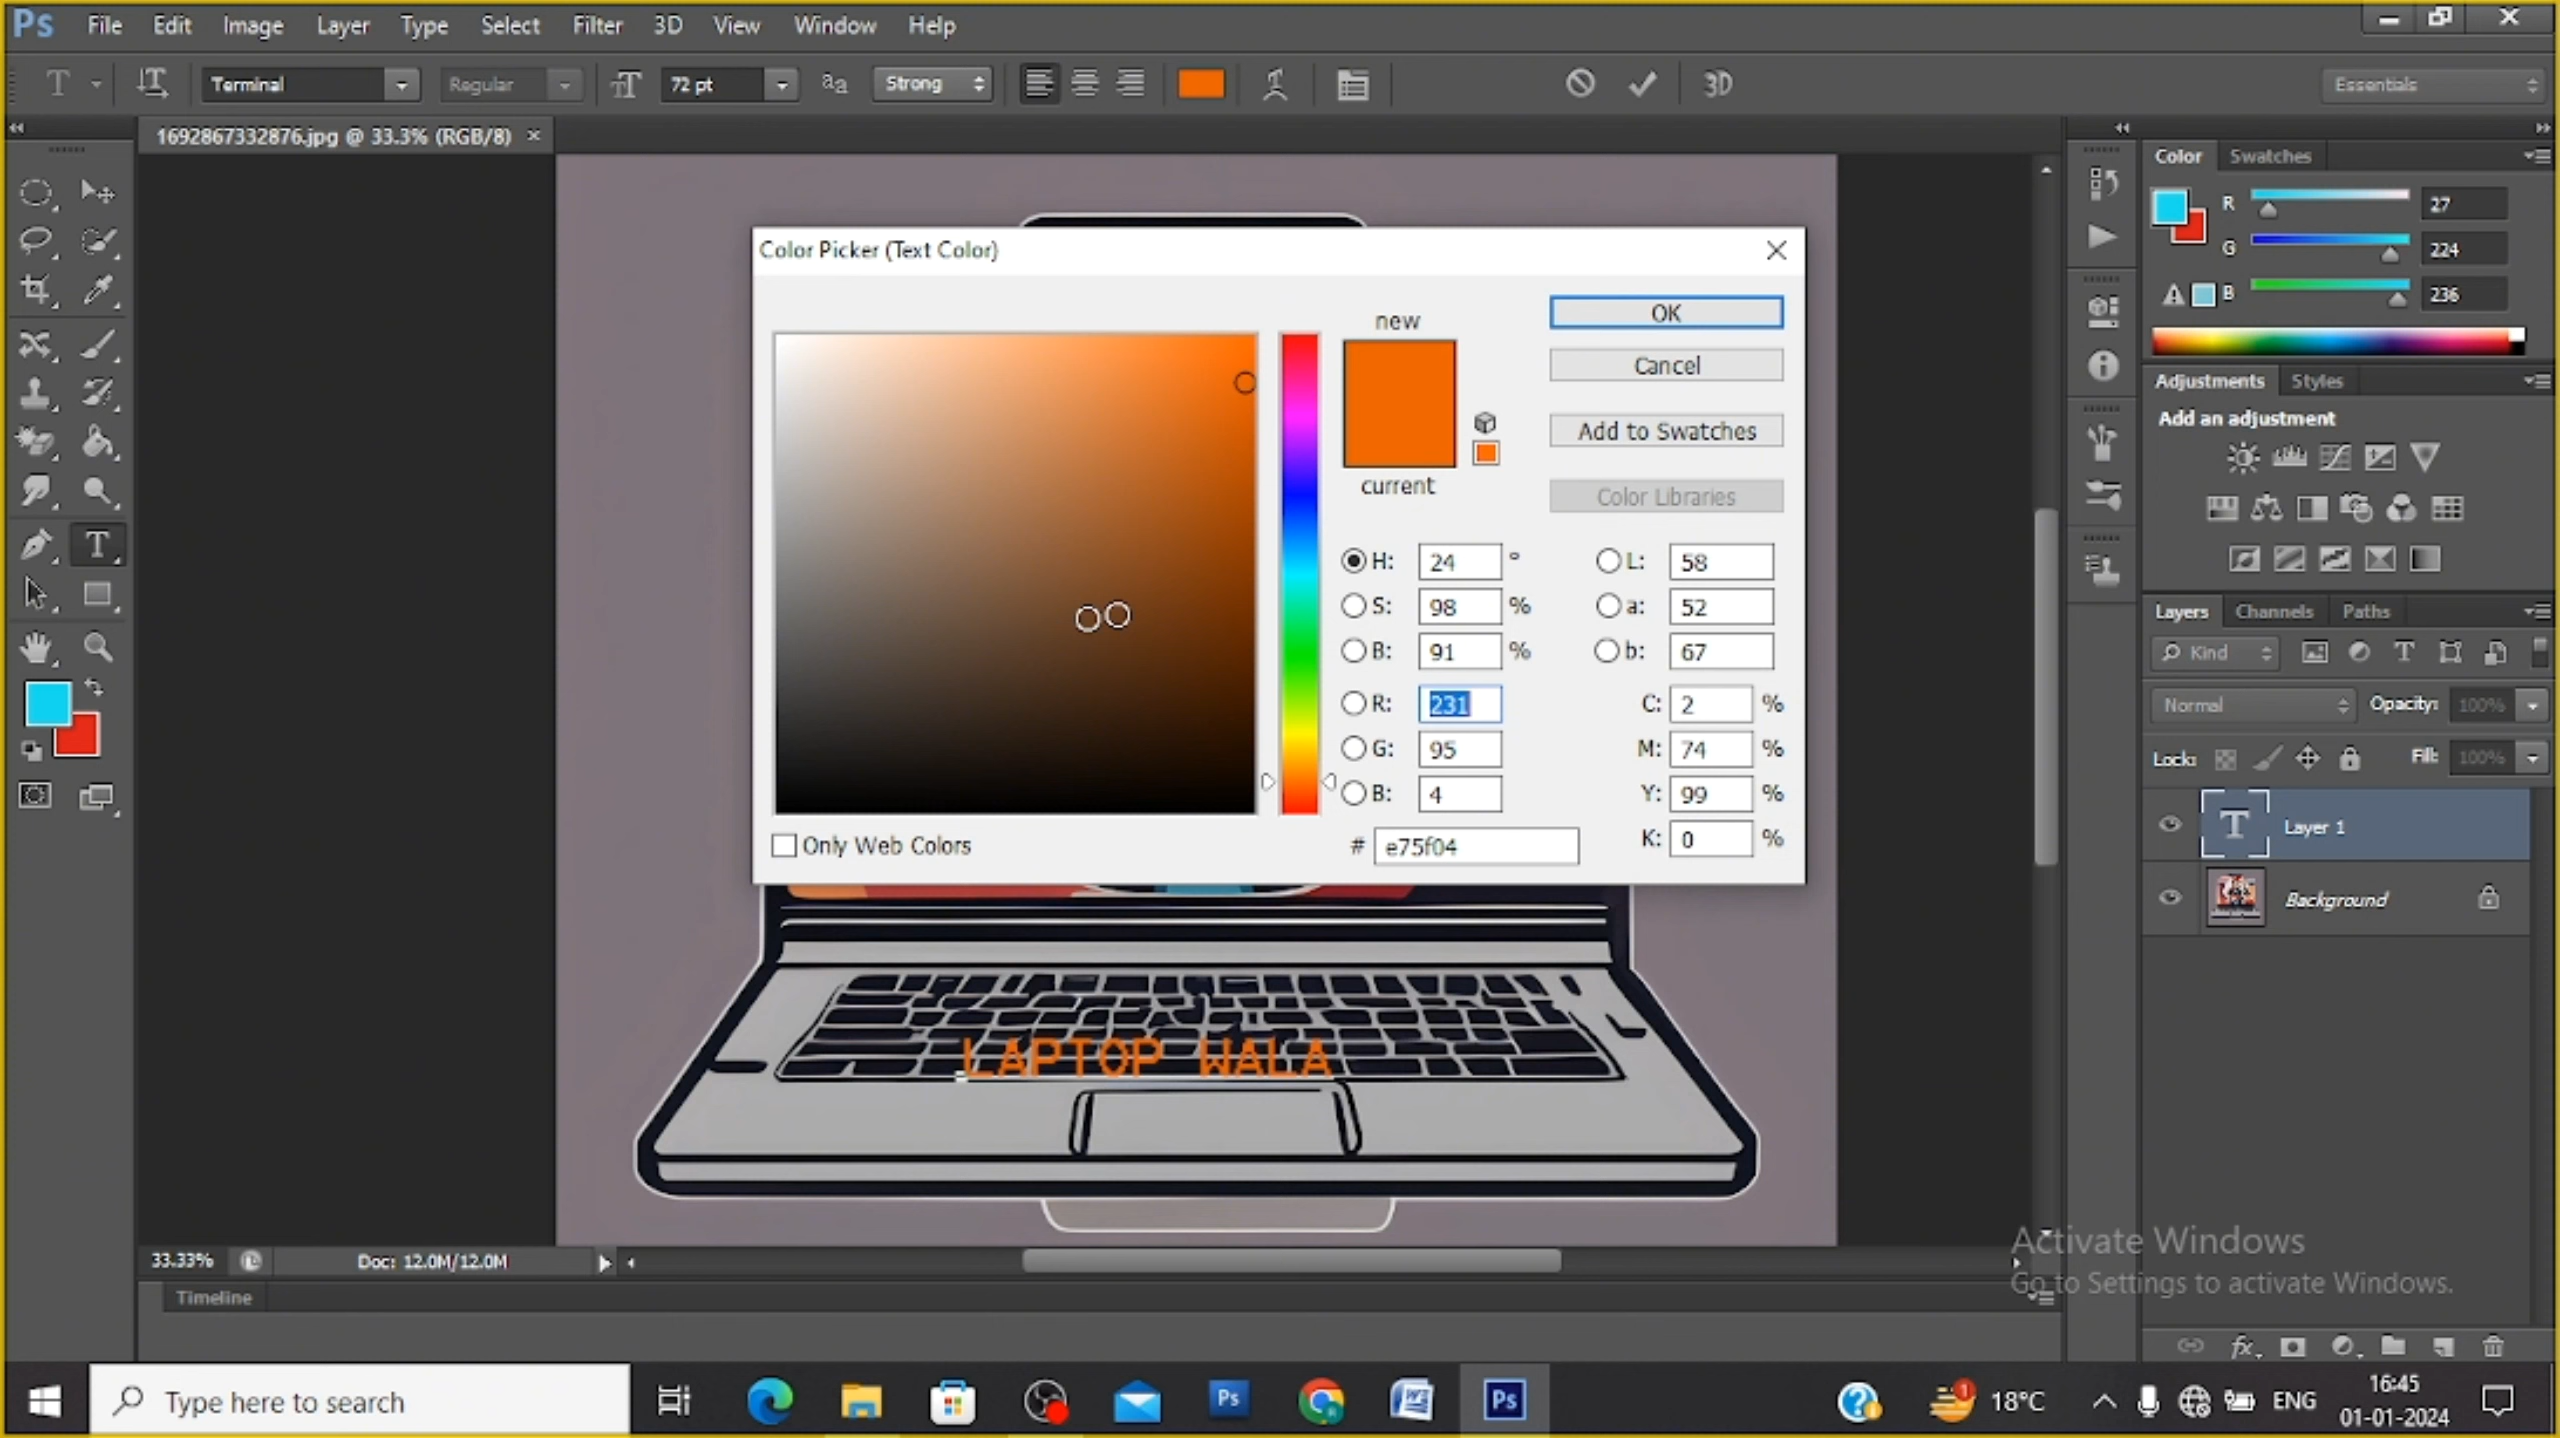 Ps File Edit Image Layer Type Select Filter 3D View Window Help
T Terminal Regular 72 pt aa Strong 3D Essentials
1692867332876.jpg @ 33.3% (RGB/8) ×
Color Picker (Text Color)
new
current
OK
Cancel
Add to Swatches
Color Libraries
H: 24 ° L: 58
S: 98 % a: 52
B: 91 % b: 67
R: 231 C: 2 %
G: 95 M: 74 %
B: 4 Y: 99 %
# e75f04 K: 0 %
Only Web Colors
LAPTOP WALA
Color Swatches
R 27
G 224
B 236
Adjustments Styles
Add an adjustment
Layers Channels Paths
Kind
Normal Opacity: 100%
Lock: Fill: 100%
T Layer 1
Background
fx
33.33% Doc: 12.0M/12.0M
Timeline
Activate Windows
Go to Settings to activate Windows.
Type here to search
Ps
Ps
1 18°C ENG
16:45
01-01-2024